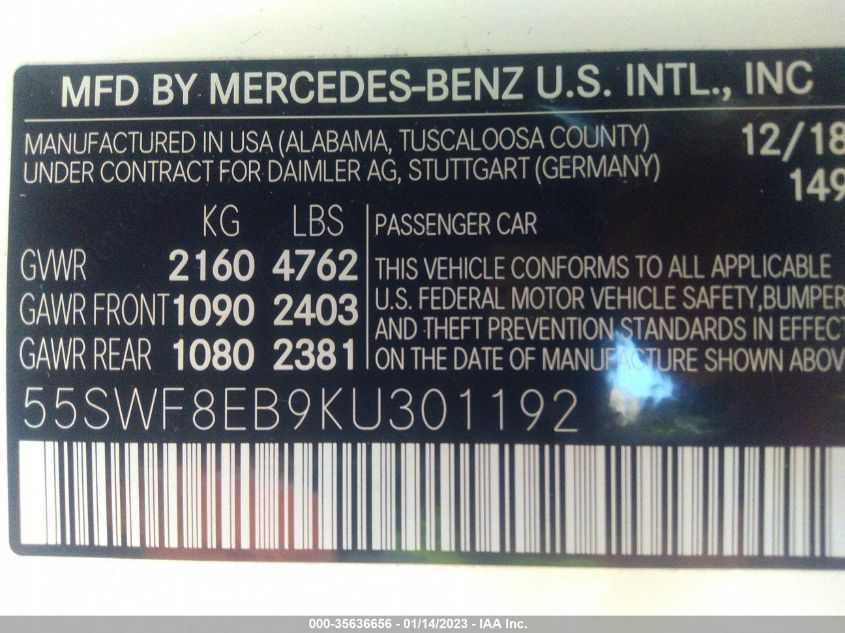 MFD BY MERCEDES-BENZ U.S. INTL., INC
MANUFACTURED IN USA (ALABAMA, TUSCALOOSA COUNTY) 12/18
UNDER CONTRACT FOR DAIMLER AG, STUTTGART (GERMANY) 149
KG LBS
PASSENGER CAR
GVWR 2160 4762
GAWR FRONT 1090 2403
GAWR REAR 1080 2381
THIS VEHICLE CONFORMS TO ALL APPLICABLE
U.S. FEDERAL MOTOR VEHICLE SAFETY, BUMPER
AND THEFT PREVENTION STANDARDS IN EFFECT
ON THE DATE OF MANUFACTURE SHOWN ABOV
55SWF8EB9KU301192
000-35636656 - 01/14/2023 - IAA Inc.